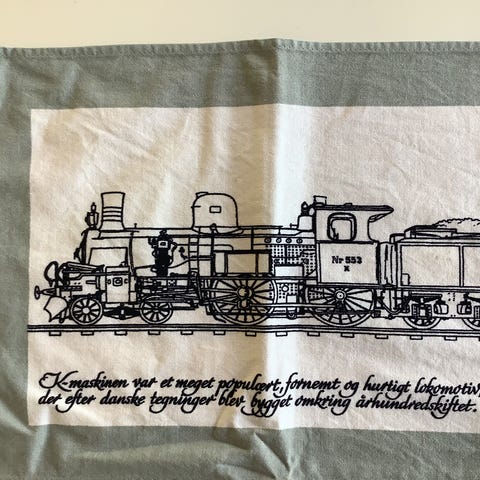 Nr 553
K
K-maskinen var et meget populært, fornemt og hurtigt lokomotiv,
der efter danske tegninger blev bygget omkring århundredskiftet.